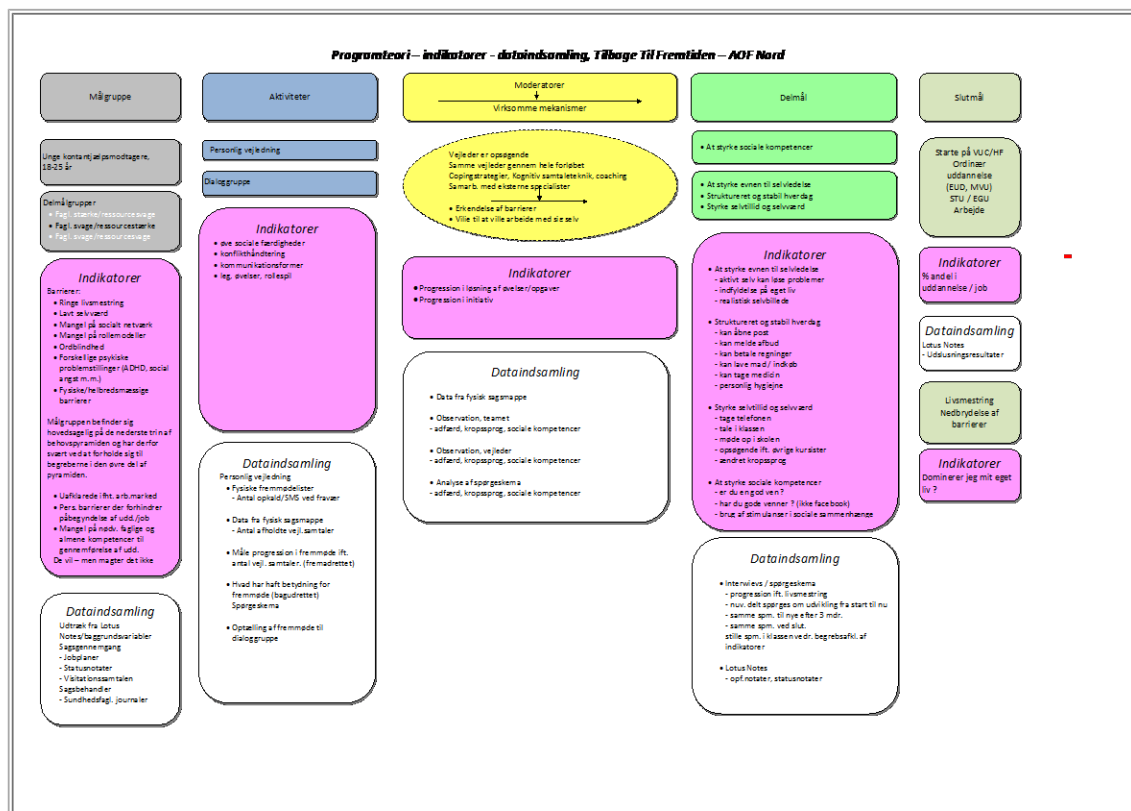 Programteori – indikatorer - dataindsamling, Tilbage Til Fremtiden – AOF Nord
Målgruppe
Unge kontantjælpsmodtagere,
18-25 år
Delmålgrupper
• Fagl. stærke/ressourcesvage
• Fagl. svage/ressourcestærke
• Fagl. svage/ressourcesvage
Indikatorer
Barrierer:
• Ringe livsmestring
• Lavt selvværd
• Mangel på socialt netværk
• Mangel på rollemodeller
• Ordblindhed
• Forskellige psykiske
problemstillinger (ADHD, social
angst m.m.)
• Fysiske/helbredsmæssige
barrierer
Målgruppen befinder sig
hovedsagelig på de nederste trin af
behovspyramiden og har derfor
svært ved at forholde sig til
begreberne i den øvre del af
pyramiden.
• Uafklarede ifht. arb.marked
• Pers. barrierer der forhindrer
påbegyndelse af udd./job
• Mangel på nødv. faglige og
almene kompetencer til
gennemførelse af udd.
De vil – men magter det ikke
Dataindsamling
Udtræk fra Lotus
Notes/baggrundsvariabler
Sagsgennemgang
- Jobplaner
- Statusnotater
- Visitationssamtalen
Sagsbehandler
- Sundhedsfagl. journaler
Aktiviteter
Personlig vejledning
Dialoggruppe
Indikatorer
• øve sociale færdigheder
• konflikthåndtering
• kommunikationsformer
• leg, øvelser, rollespil
Dataindsamling
Personlig vejledning
• Fysiske fremmødelister
- Antal opkald/SMS ved fravær
• Data fra fysisk sagsmappe
- Antal afholdte vejl.samtaler
• Måle progression i fremmøde ift.
antal vejl. samtaler. (fremadrettet)
• Hvad har haft betydning for
fremmøde (bagudrettet)
Spørgeskema
• Optælling af fremmøde til
dialoggruppe
Moderatorer
Virksomme mekanismer
Vejleder er opsøgende
Samme vejleder gennem hele forløbet
Copingstrategier, Kognitiv samtaleteknik, coaching
Samarb. med eksterne specialister
• Erkendelse af barrierer
• Vilje til at ville arbejde med sig selv
Indikatorer
• Progression i løsning af øvelser/opgaver
• Progression i initiativ
Dataindsamling
• Data fra fysisk sagsmappe
• Observation, teamet
- adfærd, kropssprog, sociale kompetencer
• Observation, vejleder
- adfærd, kropssprog, sociale kompetencer
• Analyse af spørgeskema
- adfærd, kropssprog, sociale kompetencer
Delmål
• At styrke sociale kompetencer
• At styrke evnen til selvledelse
• Struktureret og stabil hverdag
• Styrke selvtillid og selvværd
Indikatorer
• At styrke evnen til selvledelse
- aktivt selv kan løse problemer
- indflydelse på eget liv
- realistisk selvbillede
• Struktureret og stabil hverdag
- kan åbne post
- kan melde afbud
- kan betale regninger
- kan lave mad / indkøb
- kan tage medicin
- personlig hygiejne
• Styrke selvtillid og selvværd
- tage telefonen
- tale i klassen
- møde op i skolen
- opsøgende ift. øvrige kursister
- ændret kropssprog
• At styrke sociale kompetencer
- er du en god ven ?
- har du gode venner ? (ikke facebook)
- brug af stimulanser i sociale sammenhænge
Dataindsamling
• Interwievs / spørgeskema
- progression ift. livsmestring
- nuv. delt spørges om udvikling fra start til nu
- samme spm. til nye efter 3 mdr.
- samme spm. ved slut.
stille spm. i klassen vedr. begrebsafkl. af
indikatorer
• Lotus Notes
- opf.notater, statusnotater
Slutmål
Starte på VUC/HF
Ordinær
uddannelse
(EUD, MVU)
STU / EGU
Arbejde
Indikatorer
% andel i
uddannelse / job
Dataindsamling
Lotus Notes
- Udslusningsresultater
Livsmestring
Nedbrydelse af
barrierer
Indikatorer
Dominerer jeg mit eget
liv ?